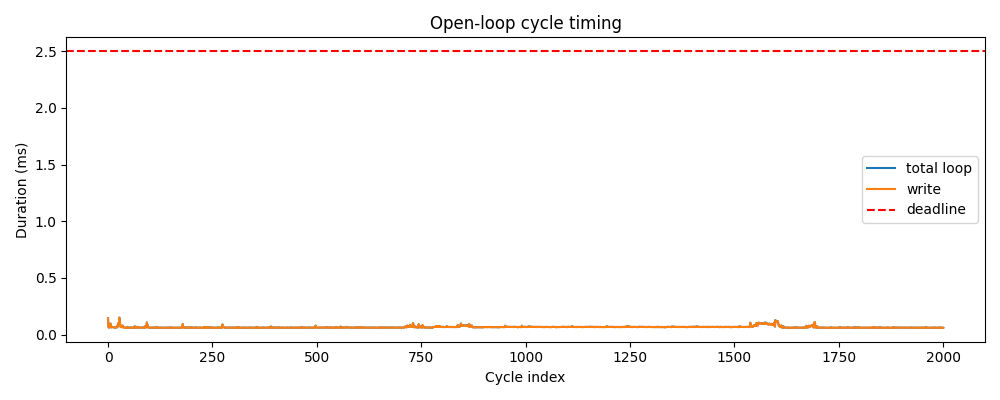 Open-loop cycle timing
Duration (ms)
2.5
2.0
1.5
1.0
0.5
0.0
total loop
write
deadline
0 250 500 750 1000 1250 1500 1750 2000
Cycle index